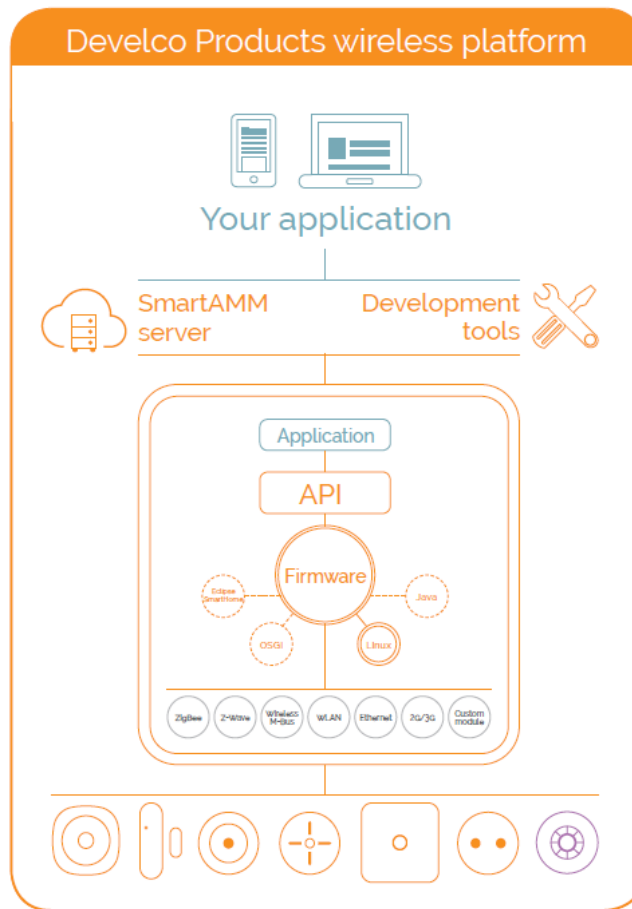 Develco Products wireless platform
Your application
SmartAMM
server
Development
tools
Application
API
Firmware
Eclipse
SmartHome
Java
OSGi
Linux
ZigBee
Z-Wave
Wireless
M-Bus
WLAN
Ethernet
2G/3G
Custom
module